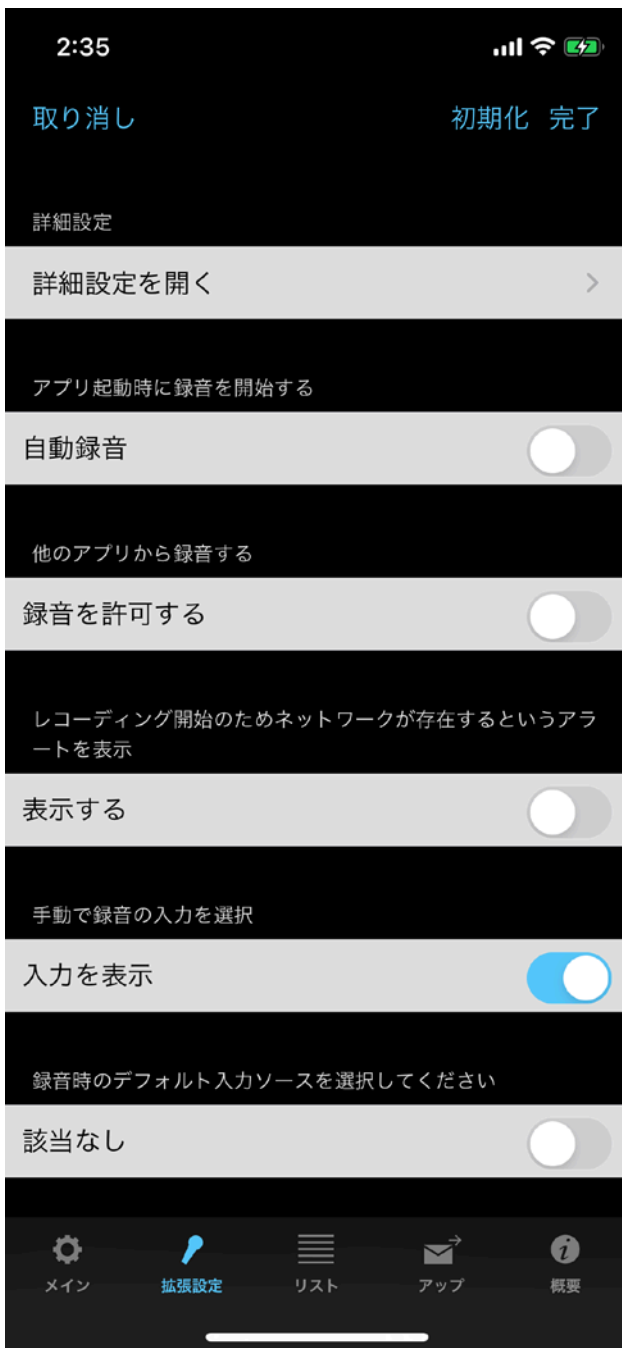 2:35
取り消し 初期化 完了
詳細設定
詳細設定を開く
アプリ起動時に録音を開始する
自動録音
他のアプリから録音する
録音を許可する
レコーディング開始のためネットワークが存在するというアラ
ートを表示
表示する
手動で録音の入力を選択
入力を表示
録音時のデフォルト入力ソースを選択してください
該当なし
メイン 拡張設定 リスト アップ 概要